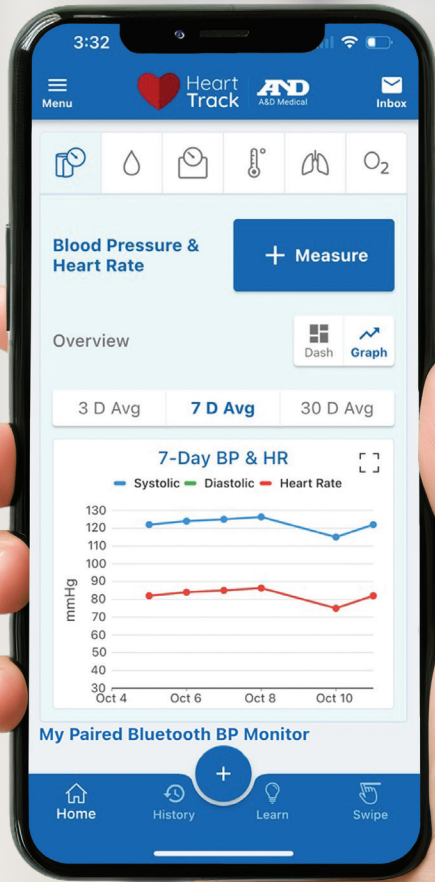 3:32
Menu
Heart
Track
AND
A&D Medical
Inbox
O2
Blood Pressure &
Heart Rate
+ Measure
Overview
Dash
Graph
3 D Avg
7 D Avg
30 D Avg
7-Day BP & HR
Systolic
Diastolic
Heart Rate
mmHg
130
120
110
100
90
80
70
60
50
40
30
Oct 4
Oct 6
Oct 8
Oct 10
My Paired Bluetooth BP Monitor
+
Home
History
Learn
Swipe